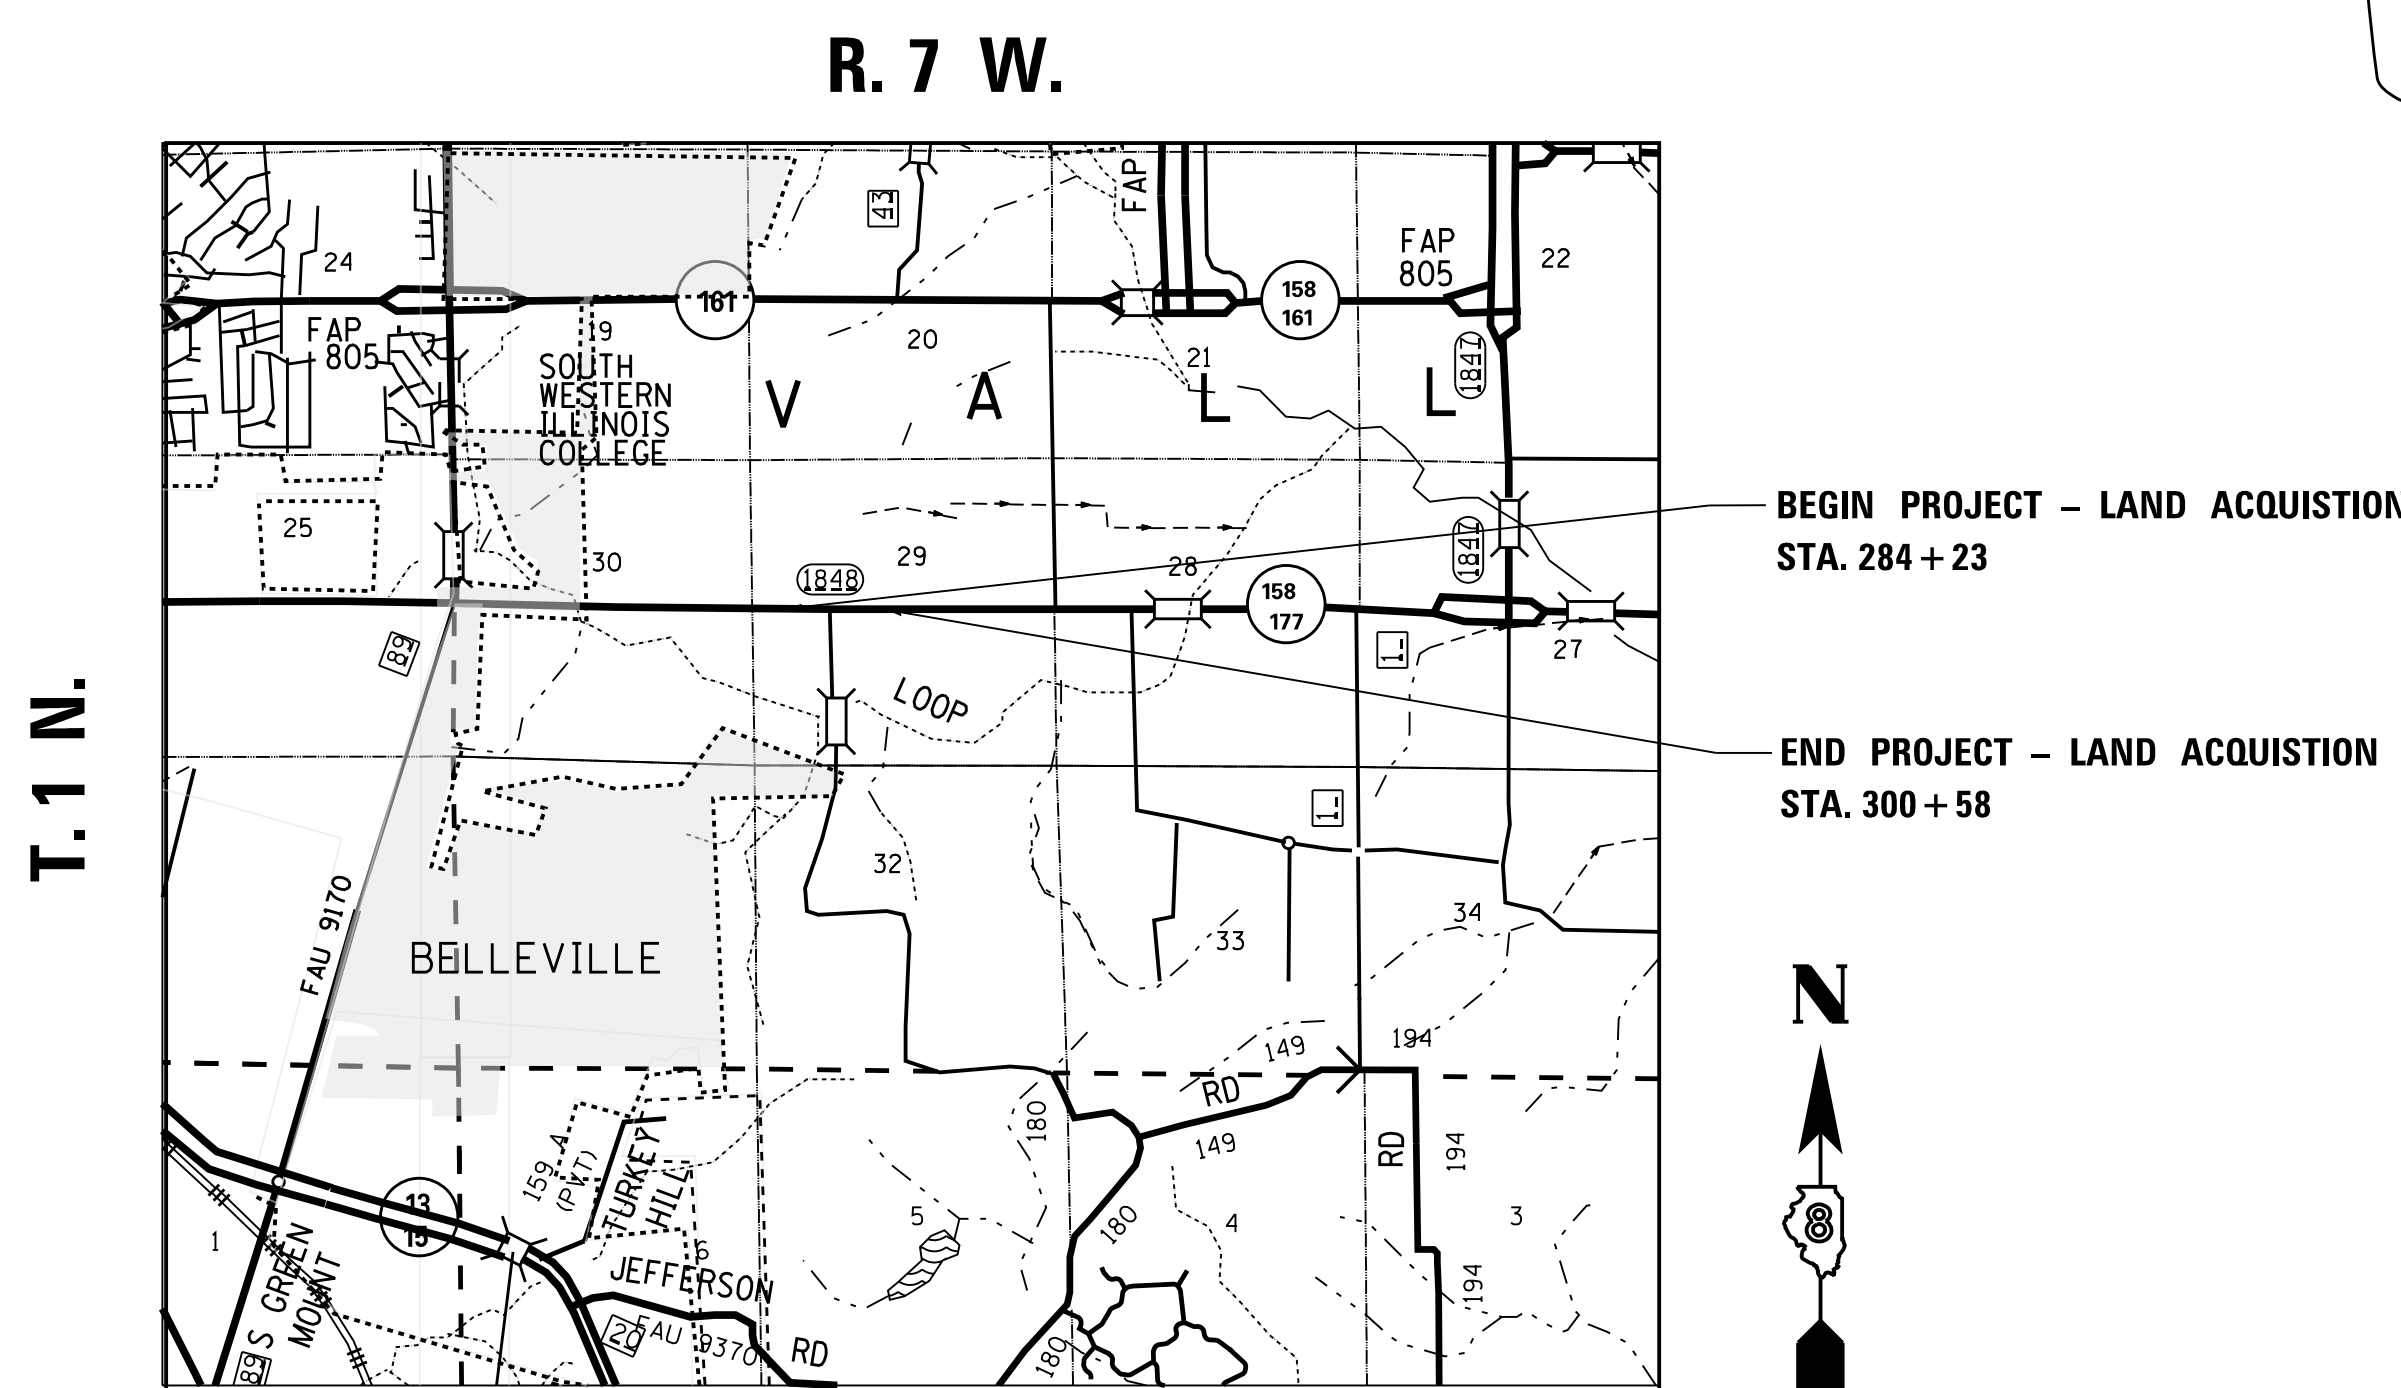 R. 7 W.
T. 1 N.
FAP
43
FAP
805
22
24
161
158
161
FAP
805
19
20
21
1847
SOUTH
WESTERN
ILLINOIS
COLLEGE
V A L L
BEGIN PROJECT – LAND ACQUISTION
STA. 284+23
25
30
29
28
1847
1848
158
177
89
1
27
LOOP
END PROJECT – LAND ACQUISTION
STA. 300+58
1
32
33
34
FAU 9170
BELLEVILLE
N
149
194
RD
180
149
RD
194
159 A
(PVT)
TURKEY
HILL
13
15
1
S GREEN
MOUNT
5
180
4
3
8
6
JEFFERSON
RD
194
20
FAU 9370
180
89